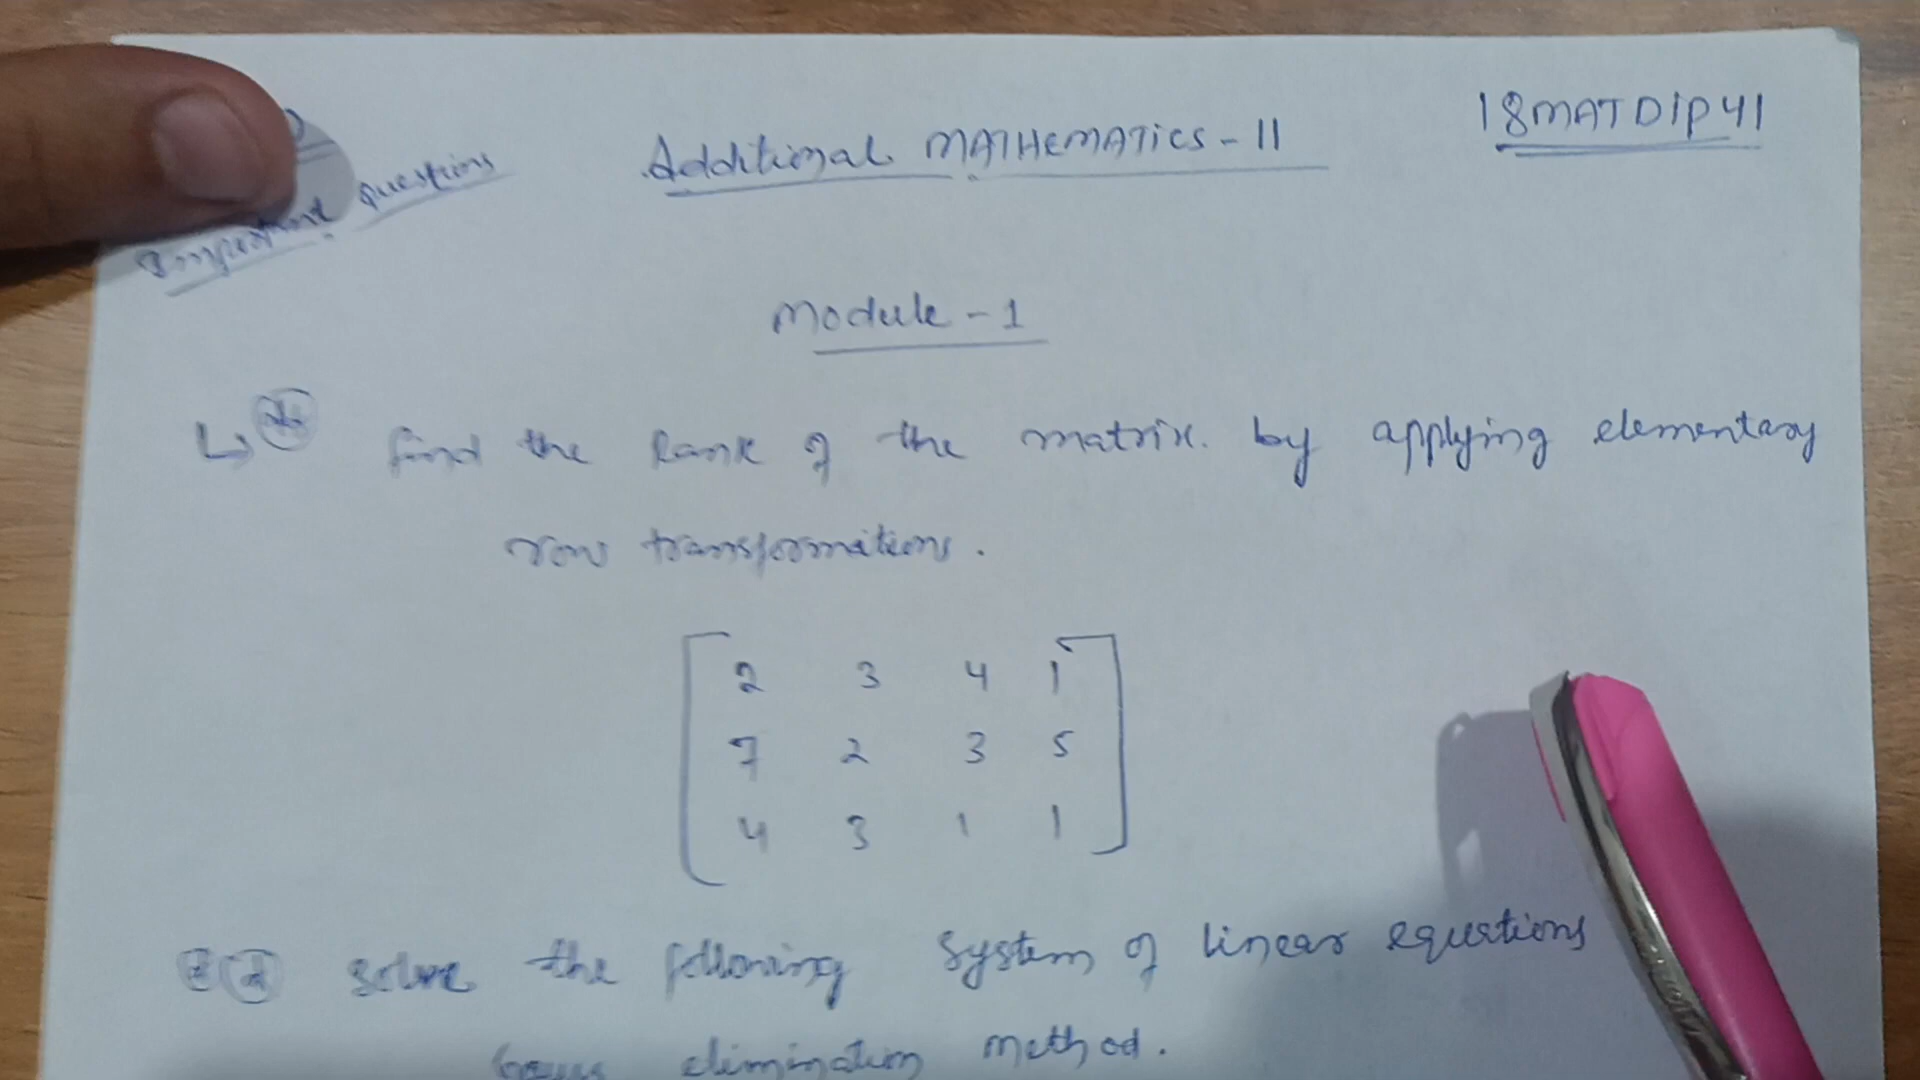 Additional MATHEMATICS - II
18MATDIP41
Important questions
Module - 1
find the Rank of the matrix. by applying elementary
row transformations.
2 3 4 1
7 2 3 5
4 3 1 1
solve the following system of linear equations
Gauss elimination method.